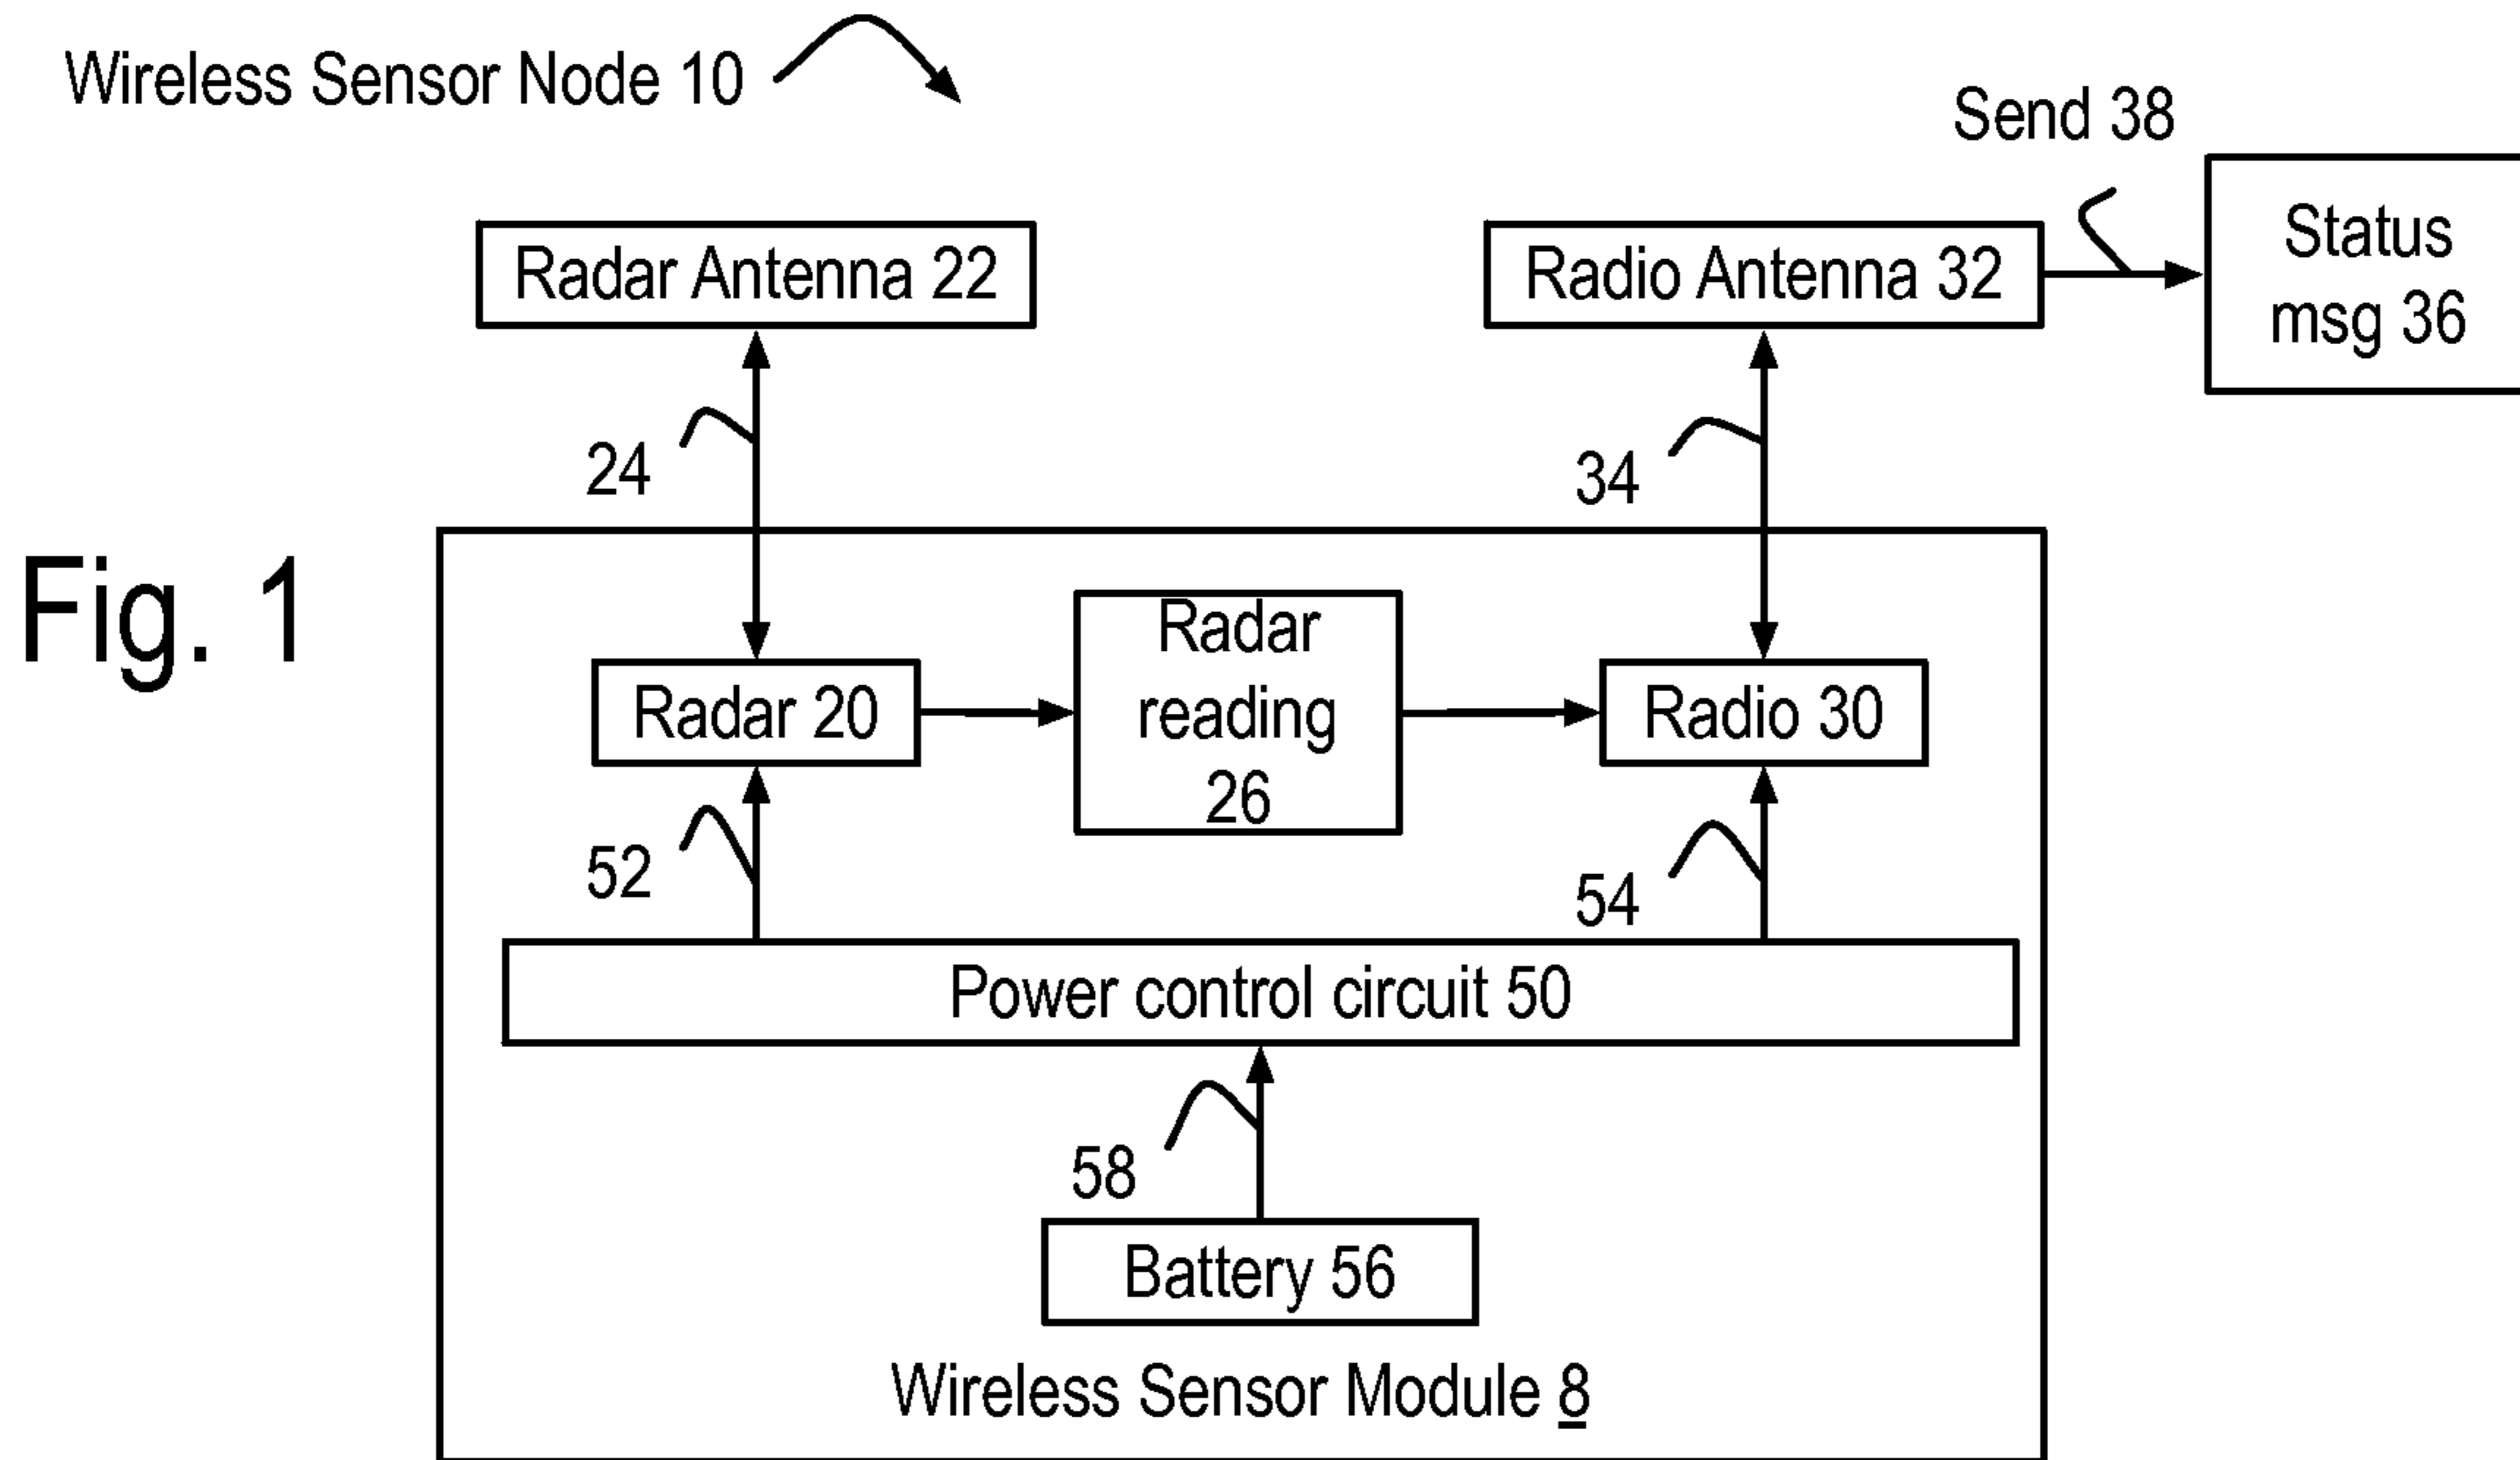 Wireless Sensor Node 10
Send 38
Status
msg 36
Radar Antenna 22
Radio Antenna 32
24
34
Fig. 1
Radar
reading
26
Radar 20
Radio 30
52
54
Power control circuit 50
58
Battery 56
Wireless Sensor Module 8